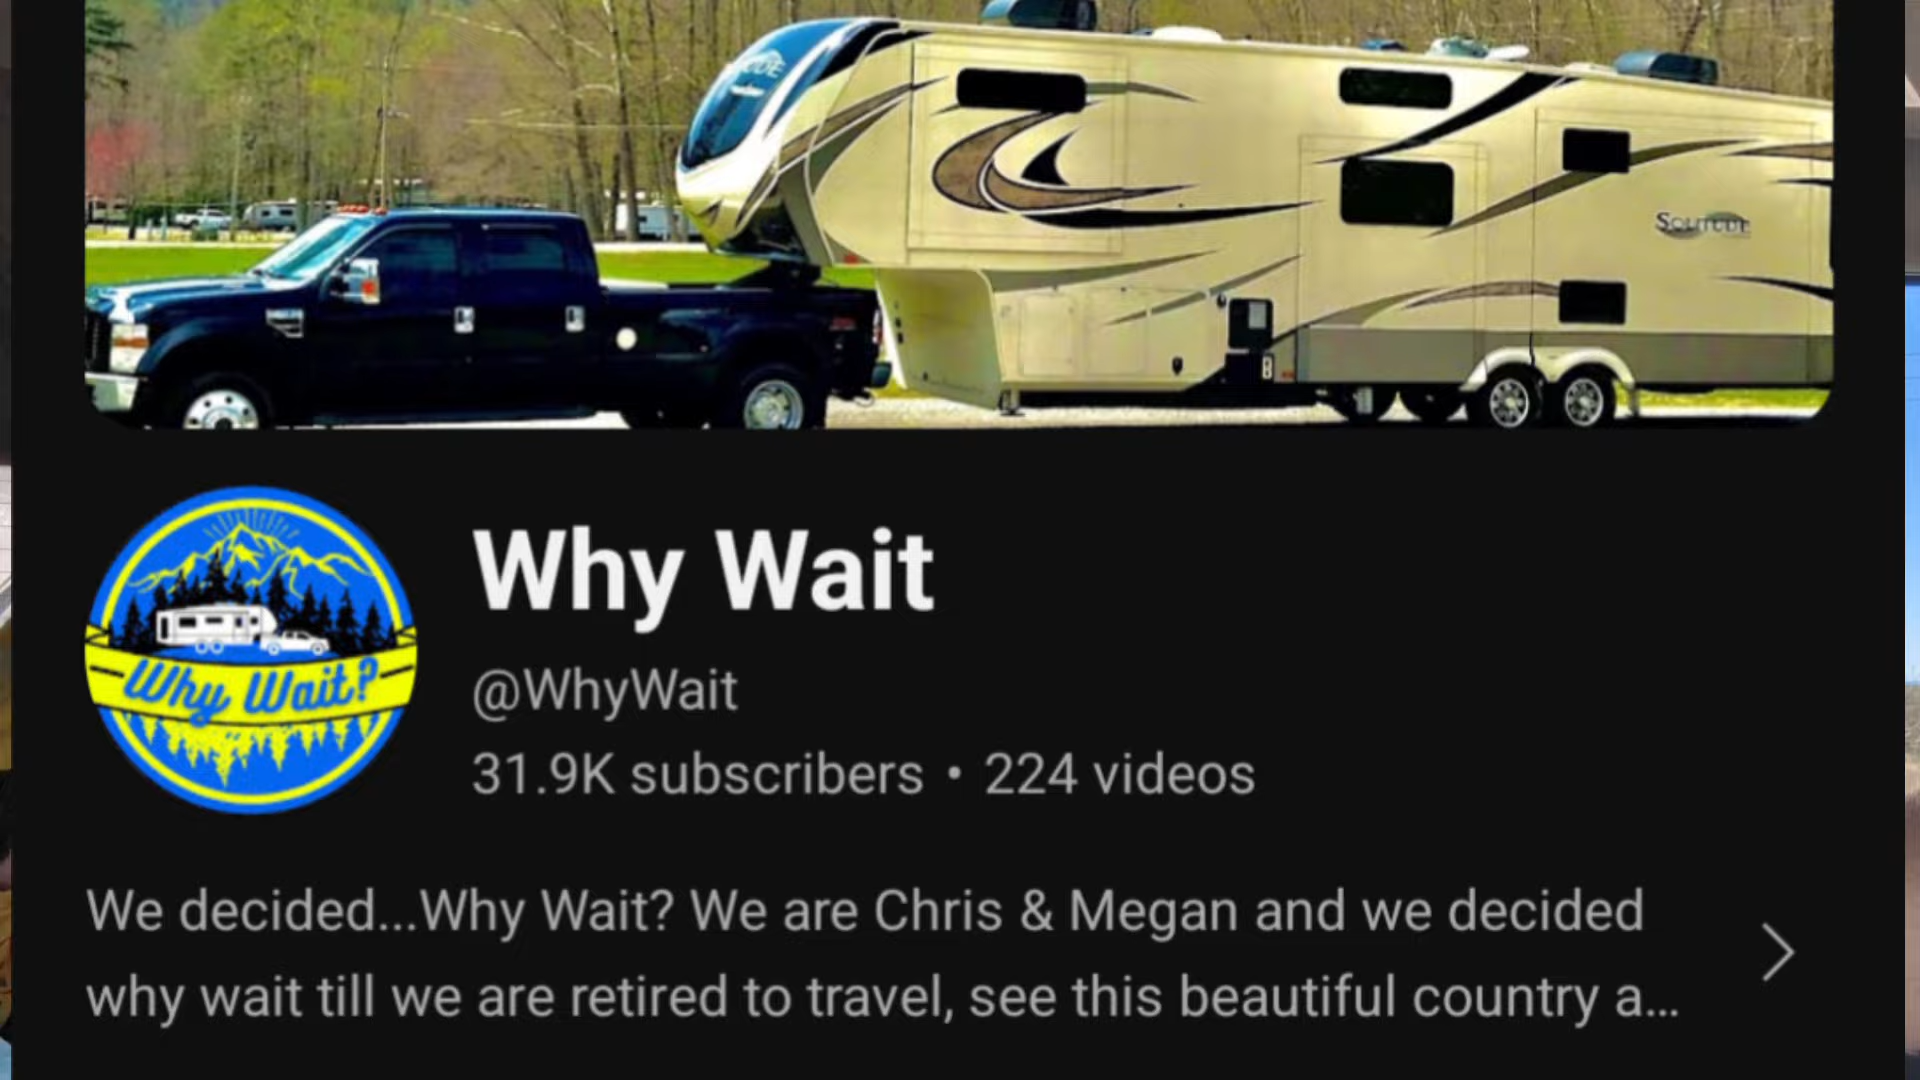 SOLITUDE
Why Wait?
Why Wait
@WhyWait
31.9K subscribers • 224 videos
We decided...Why Wait? We are Chris & Megan and we decided
why wait till we are retired to travel, see this beautiful country a...